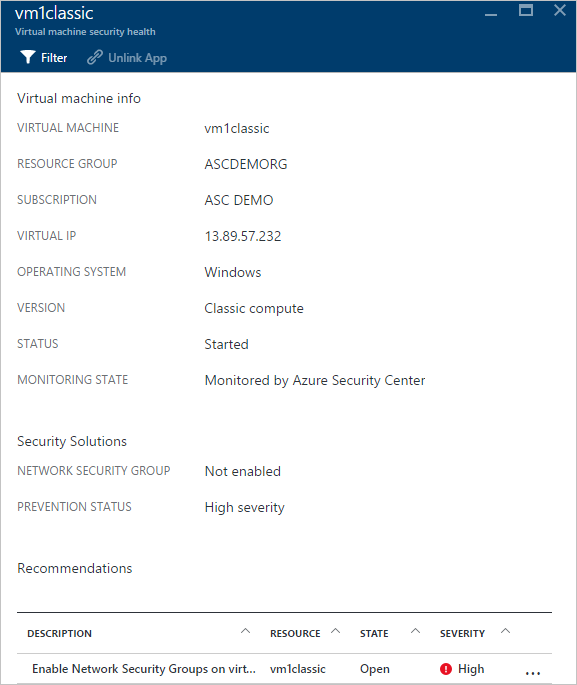 vm1classic
Virtual machine security health
Filter Unlink App
Virtual machine info
VIRTUAL MACHINE vm1classic
RESOURCE GROUP ASCDEMORG
SUBSCRIPTION ASC DEMO
VIRTUAL IP 13.89.57.232
OPERATING SYSTEM Windows
VERSION Classic compute
STATUS Started
MONITORING STATE Monitored by Azure Security Center
Security Solutions
NETWORK SECURITY GROUP Not enabled
PREVENTION STATUS High severity
Recommendations
DESCRIPTION RESOURCE STATE SEVERITY
Enable Network Security Groups on virt... vm1classic Open High ...